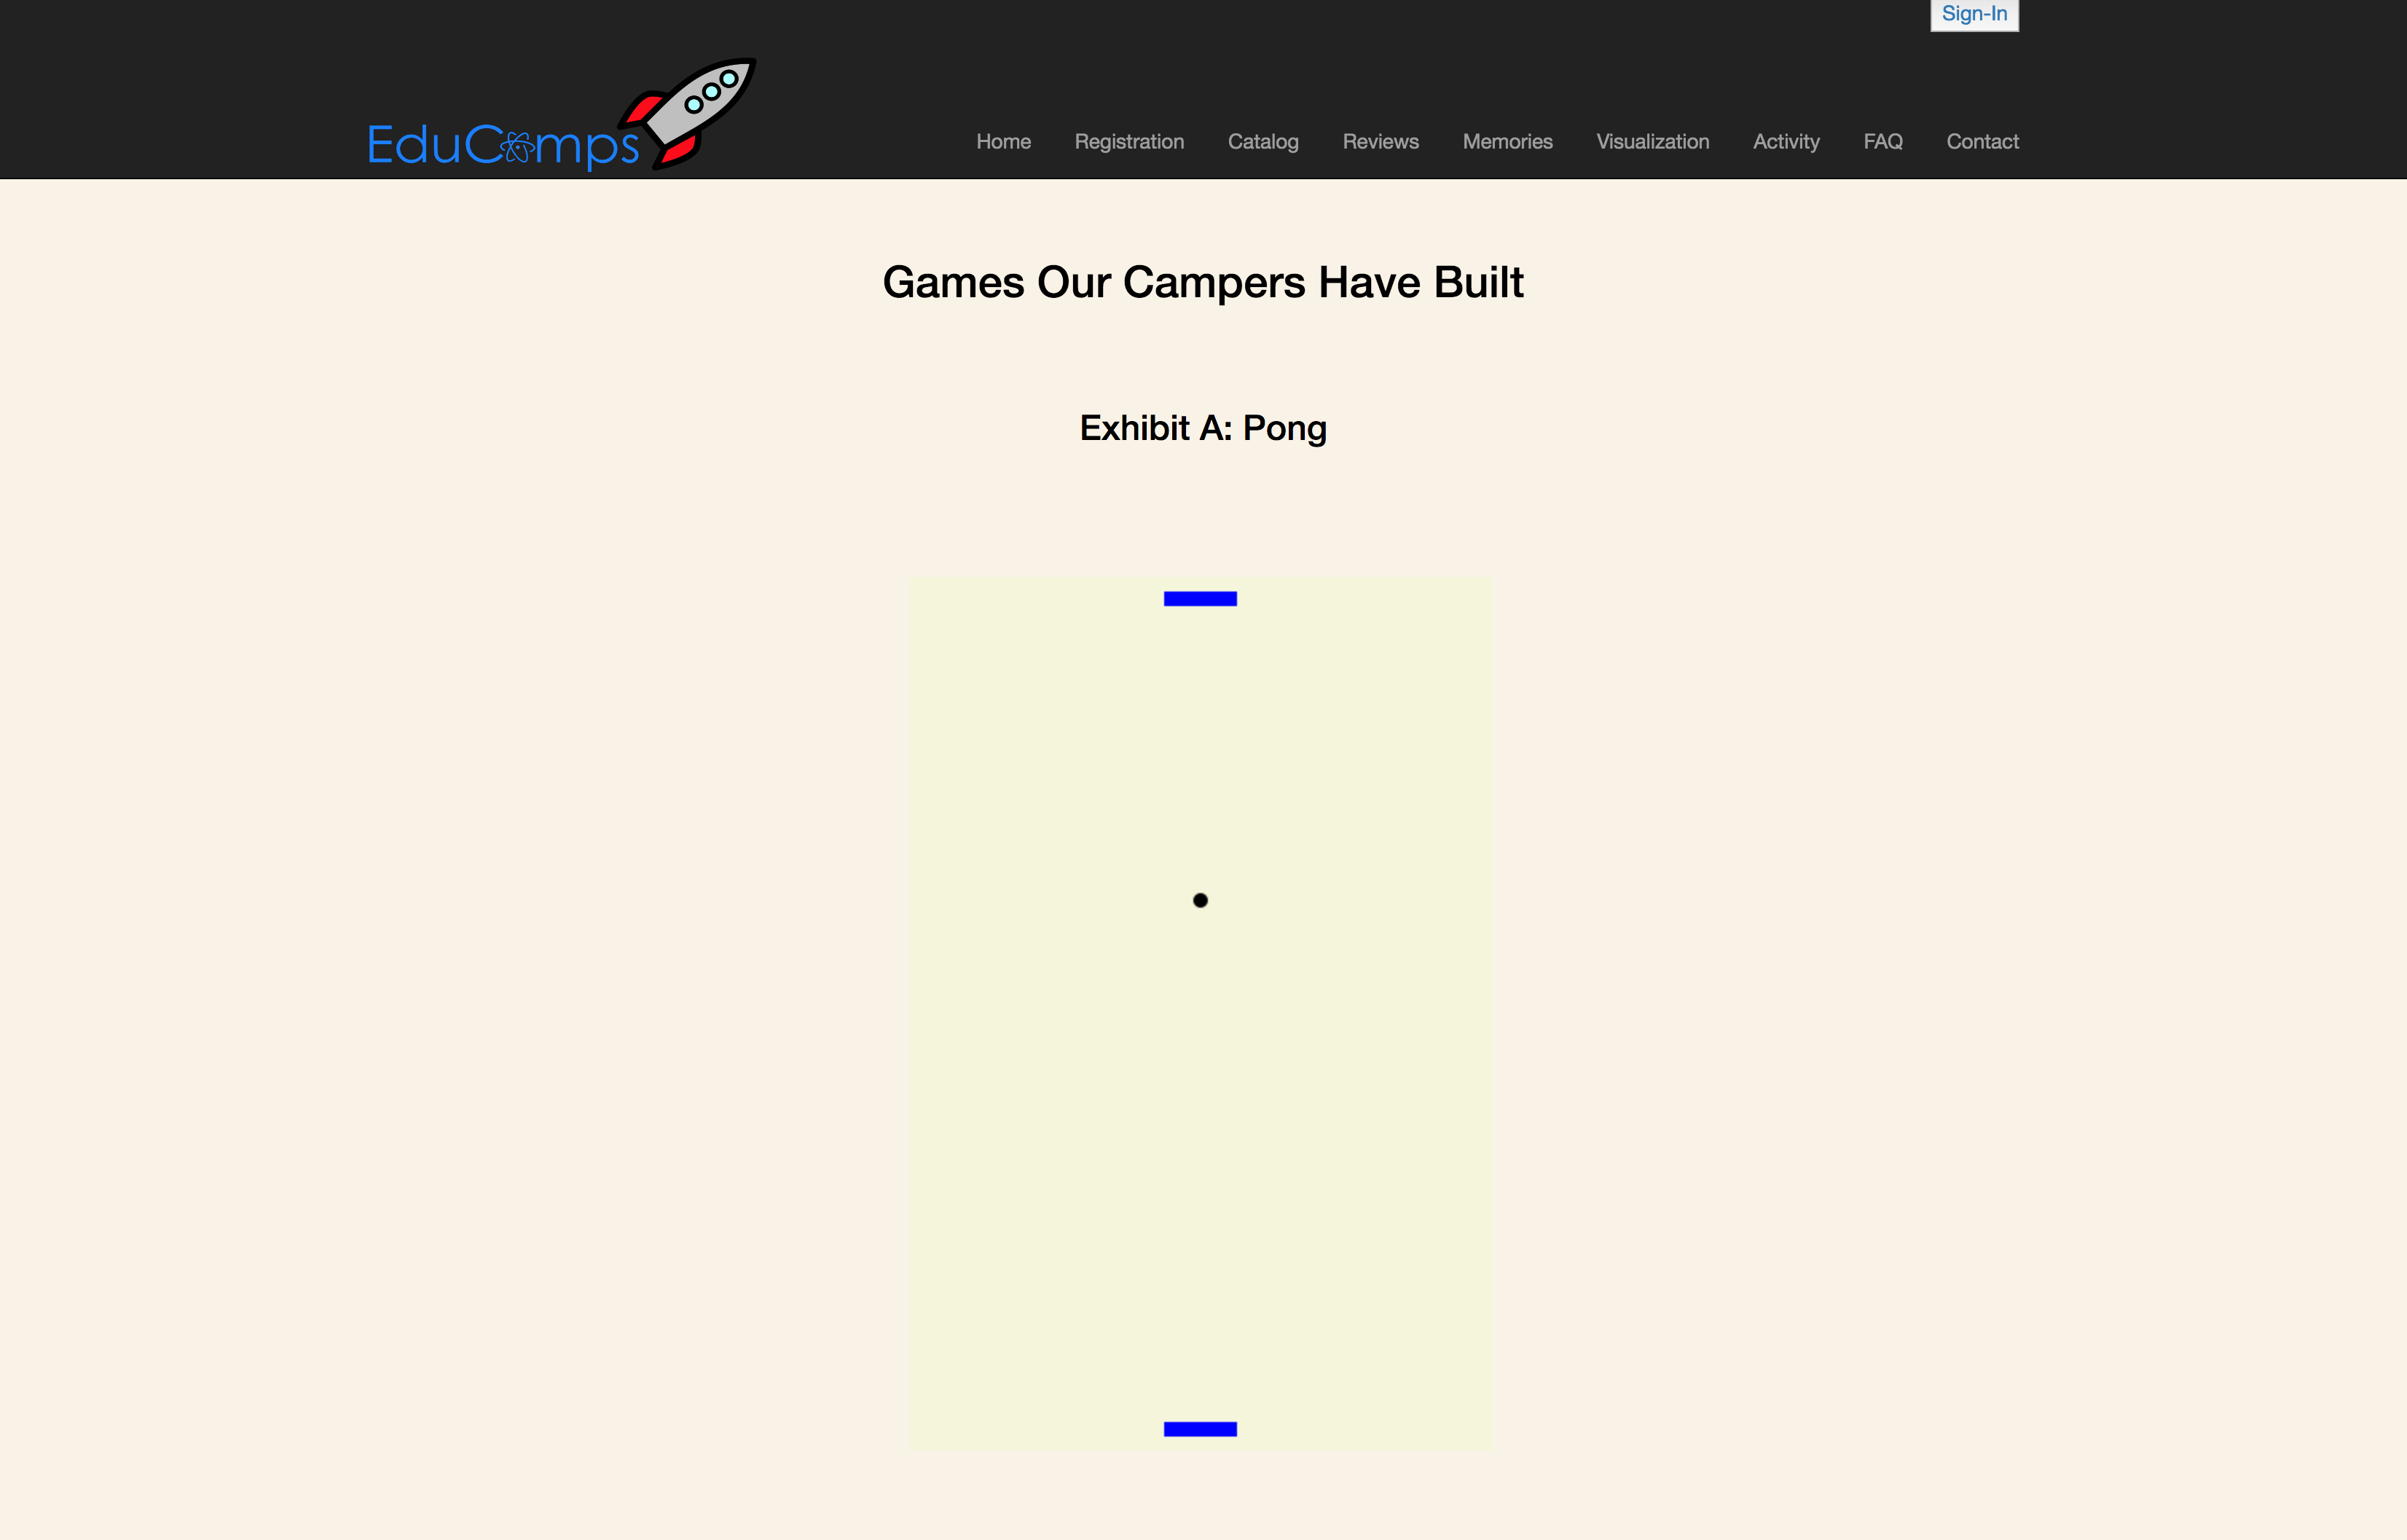 Sign-In
EduCamps
Home Registration Catalog Reviews Memories Visualization Activity FAQ Contact
Games Our Campers Have Built
Exhibit A: Pong